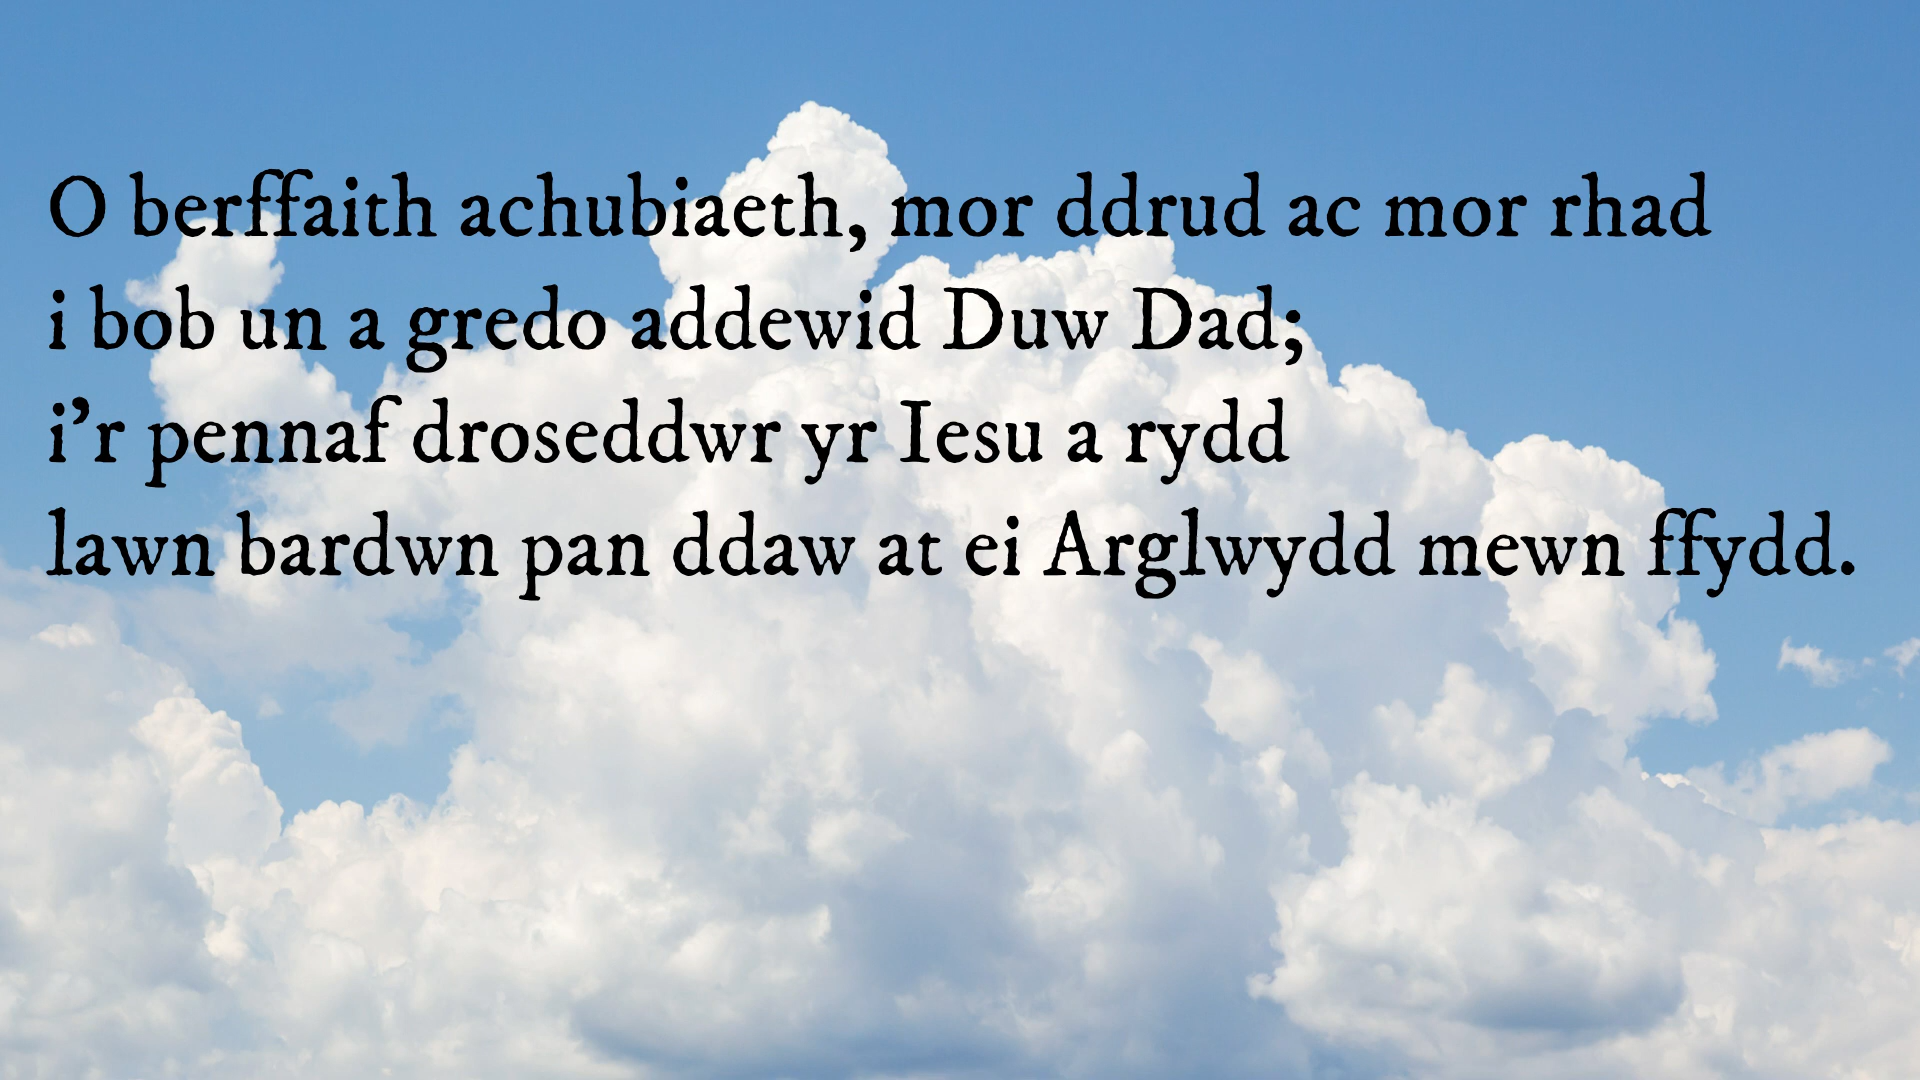 O berffaith achubiaeth, mor ddrud ac mor rhad
i bob un a gredo addewid Duw Dad;
i’r pennaf droseddwr yr Iesu a rydd
lawn bardwn pan ddaw at ei Arglwydd mewn ffydd.